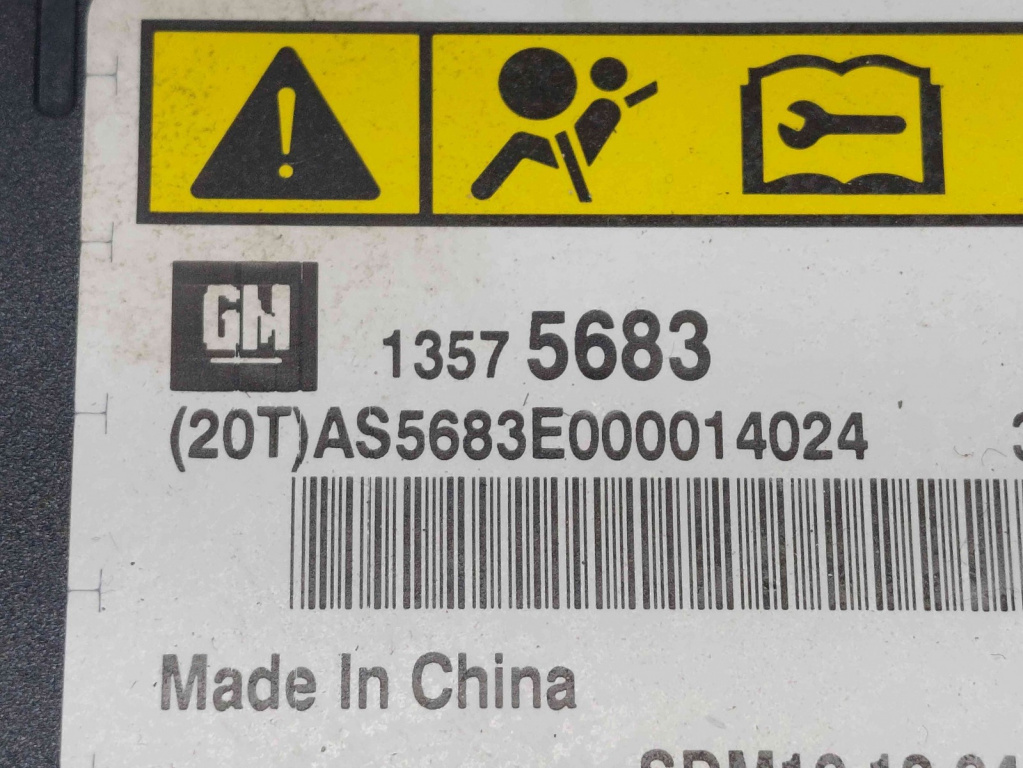 GM
1357 5683
(20T)AS5683E000014024
Made In China